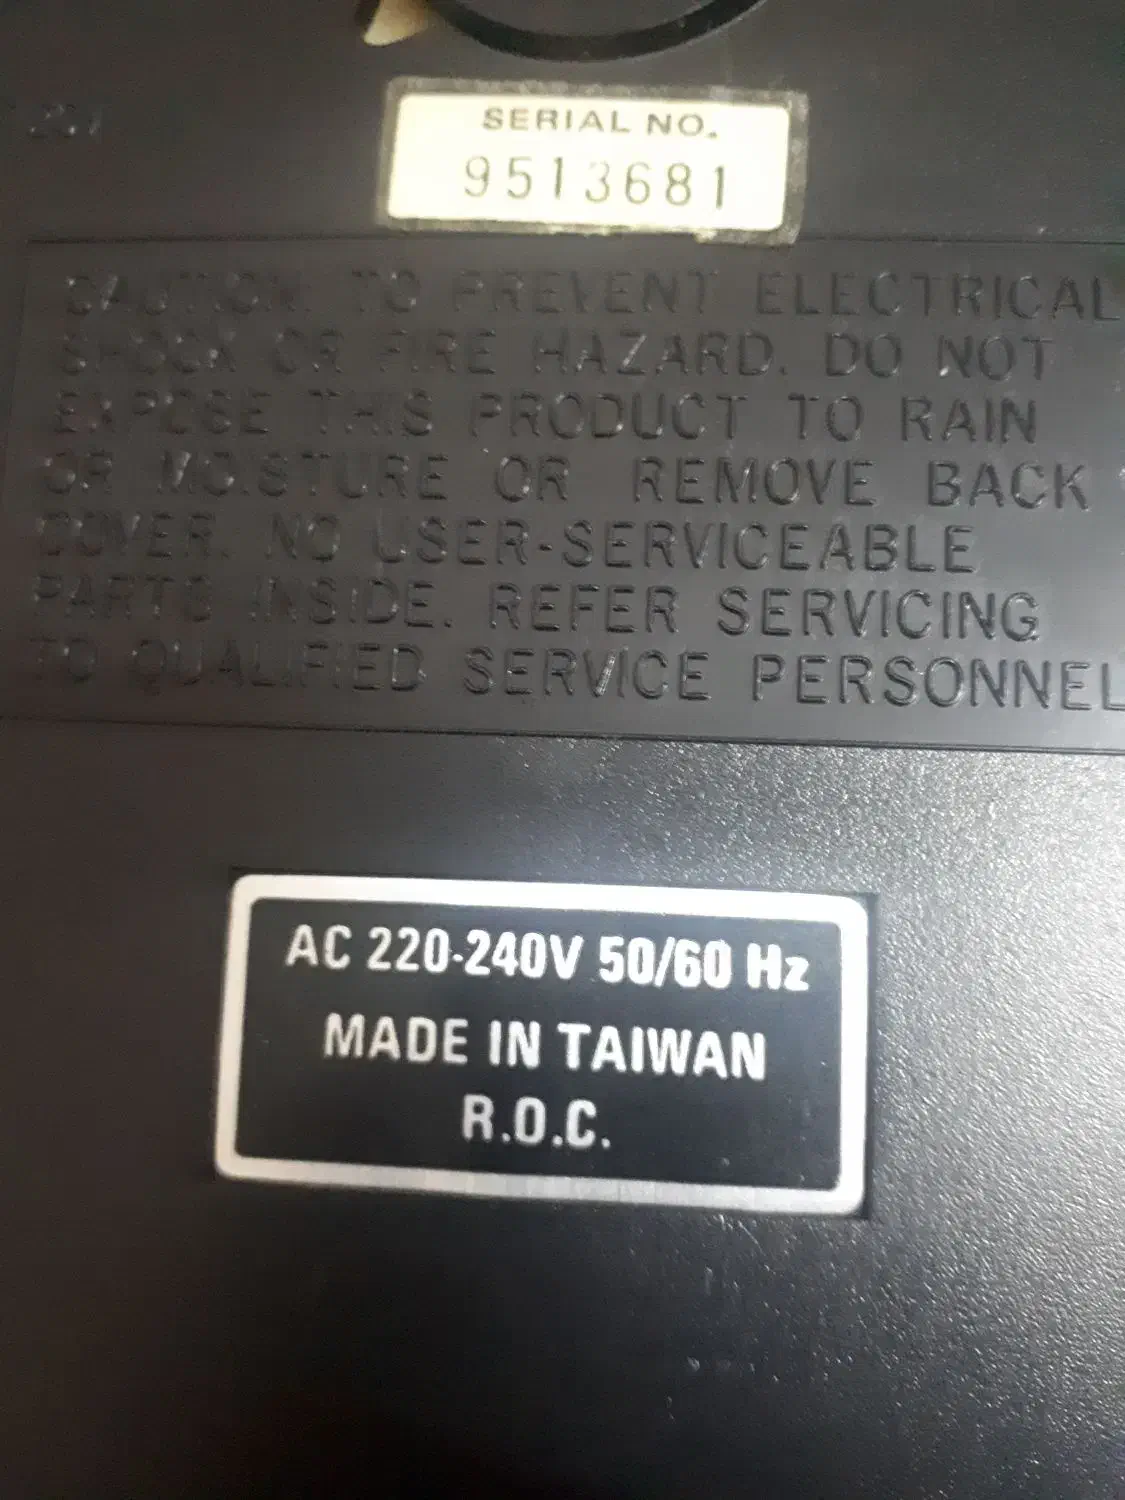 SERIAL NO.
9513681
CAUTION. TO PREVENT ELECTRICAL
SHOCK OR FIRE HAZARD. DO NOT
EXPOSE THIS PRODUCT TO RAIN
OR MOISTURE OR REMOVE BACK
COVER. NO USER-SERVICEABLE
PARTS INSIDE. REFER SERVICING
TO QUALIFIED SERVICE PERSONNEL
AC 220-240V 50/60 Hz
MADE IN TAIWAN
R.O.C.